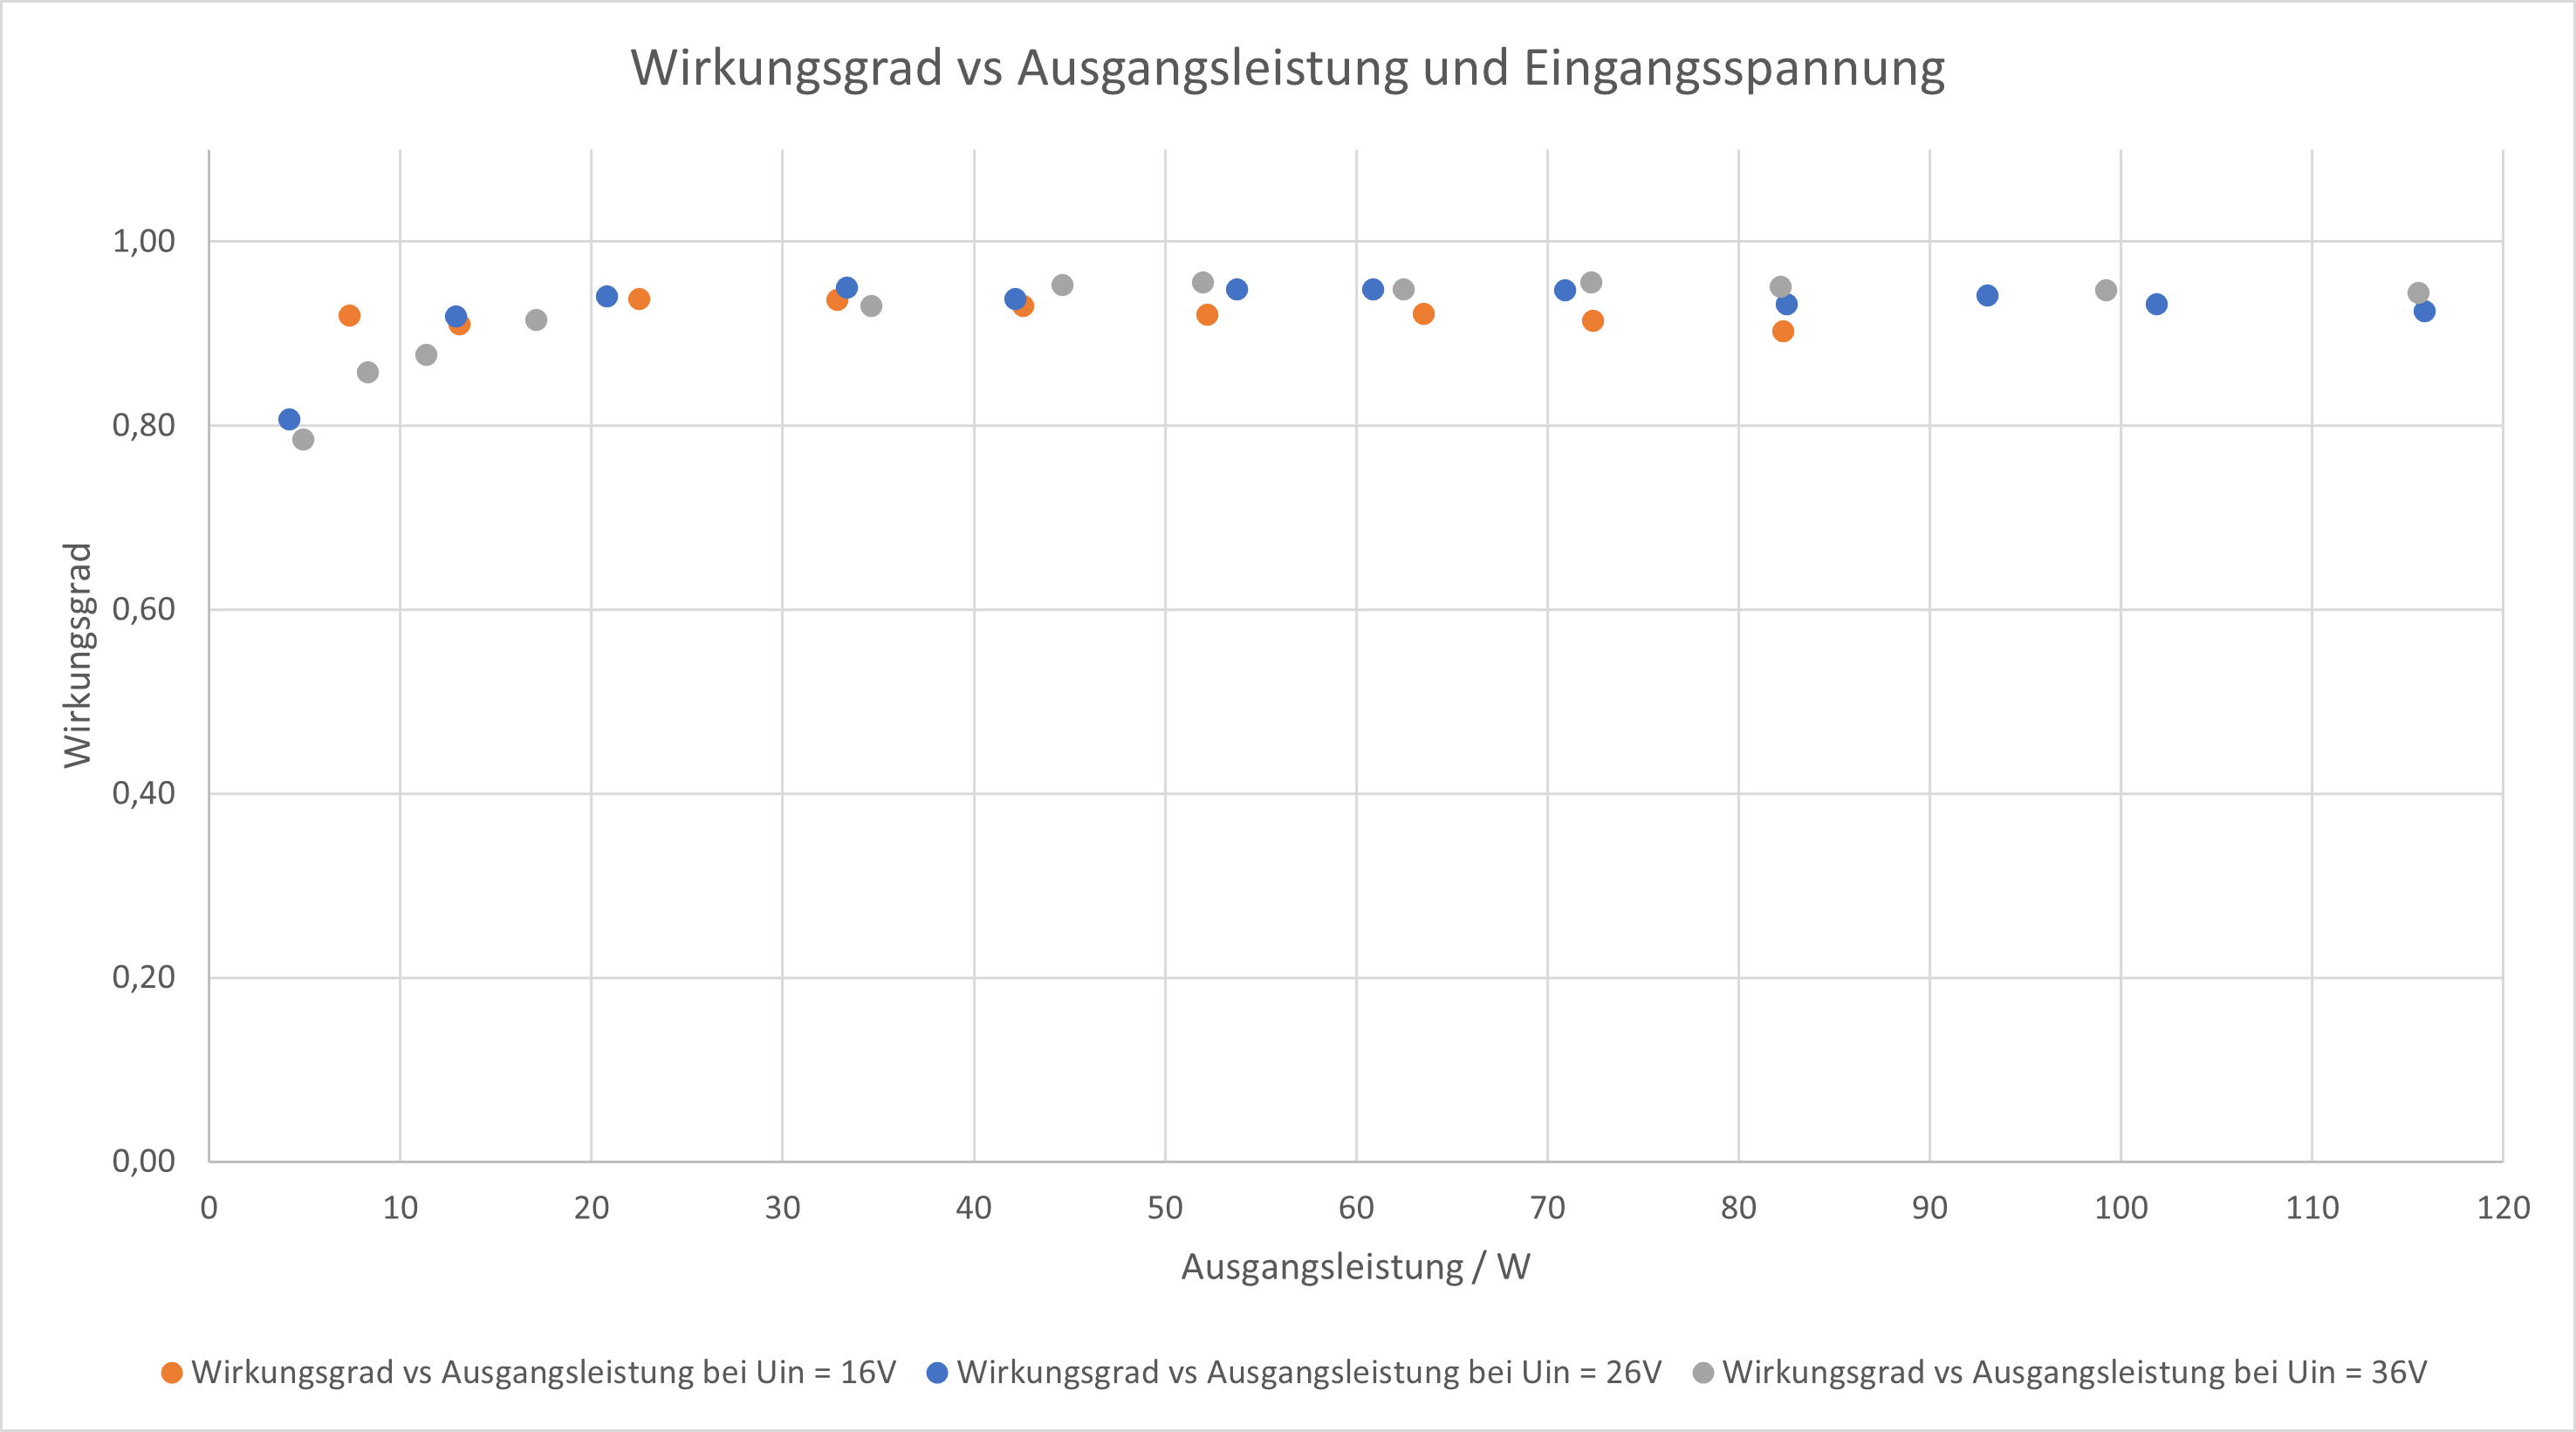 Wirkungsgrad vs Ausgangsleistung und Eingangsspannung
1,00
0,80
0,60
0,40
0,20
0,00
Wirkungsgrad
0 10 20 30 40 50 60 70 80 90 100 110 120
Ausgangsleistung / W
Wirkungsgrad vs Ausgangsleistung bei Uin = 16V Wirkungsgrad vs Ausgangsleistung bei Uin = 26V Wirkungsgrad vs Ausgangsleistung bei Uin = 36V